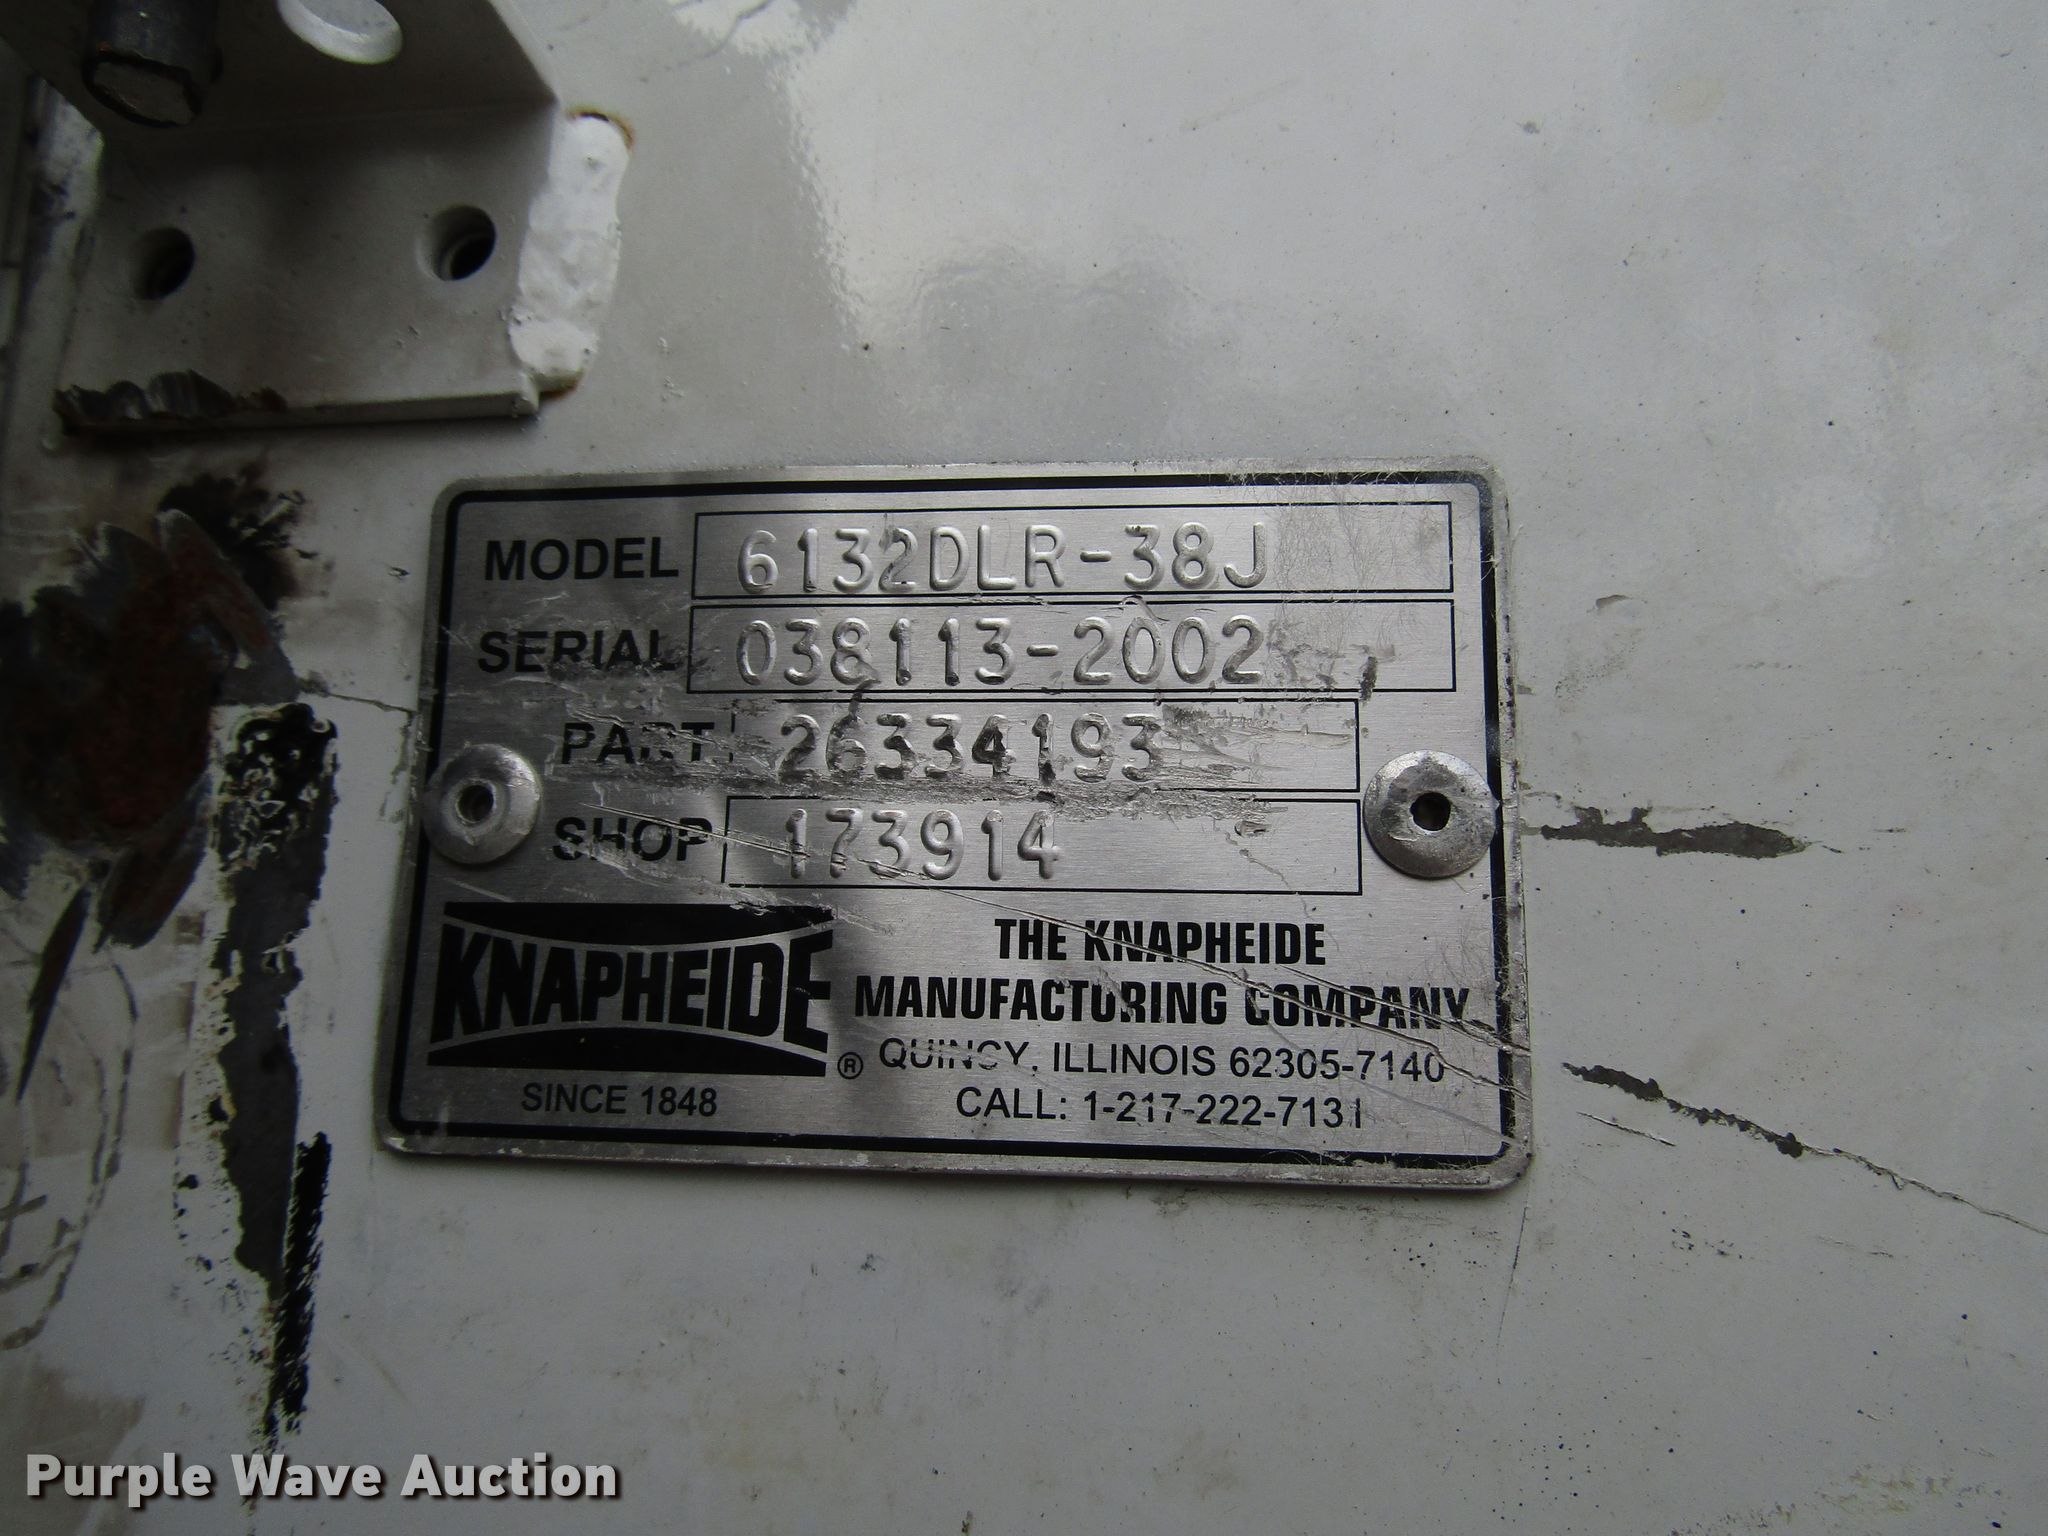 MODEL 6132DLR-38J
SERIAL 038113-2002
PART 26334193
SHOP 173914
KNAPHEIDE ®
SINCE 1848
THE KNAPHEIDE
MANUFACTURING COMPANY
QUINCY, ILLINOIS 62305-7140
CALL: 1-217-222-7131
Purple Wave Auction